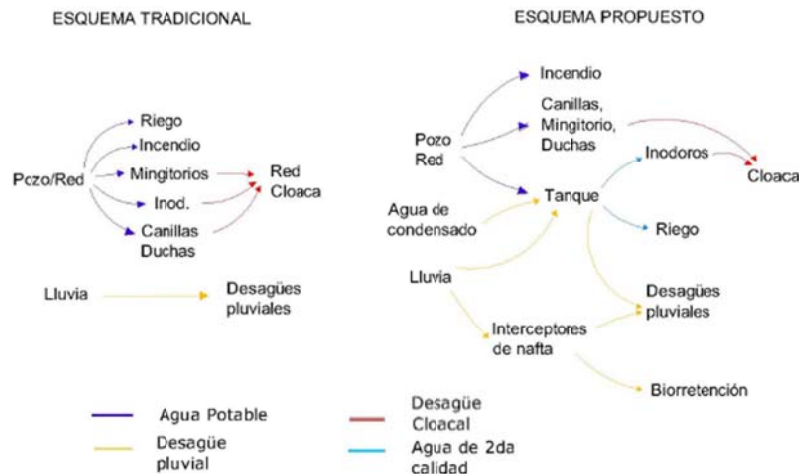 ESQUEMA TRADICIONAL
Pozo/Red
Riego
Incendio
Mingitorios
Inod.
Canillas
Duchas
Red
Cloaca
Lluvia
Desagües
pluviales
ESQUEMA PROPUESTO
Pozo
Red
Incendio
Canillas,
Mingitorio,
Duchas
Inodoros
Cloaca
Tanque
Agua de
condensado
Riego
Lluvia
Desagües
pluviales
Interceptores
de nafta
Biorretención
Agua Potable
Desagüe
pluvial
Desagüe
Cloacal
Agua de 2da
calidad